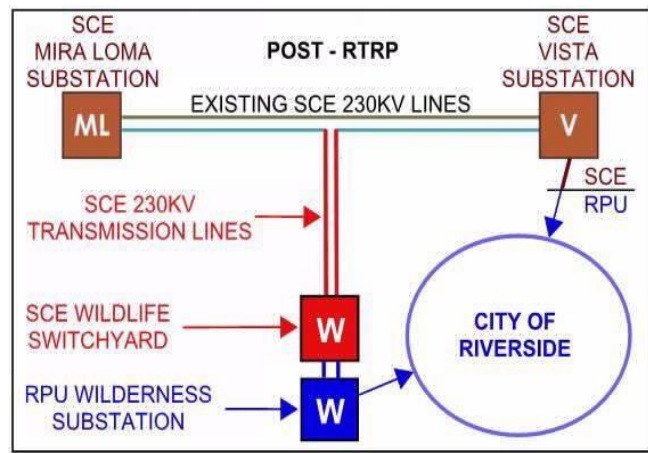 SCE
MIRA LOMA
SUBSTATION
POST - RTRP
SCE
VISTA
SUBSTATION
ML
EXISTING SCE 230KV LINES
V
SCE
RPU
SCE 230KV
TRANSMISSION LINES
SCE WILDLIFE
SWITCHYARD
W
CITY OF
RIVERSIDE
RPU WILDERNESS
SUBSTATION
W